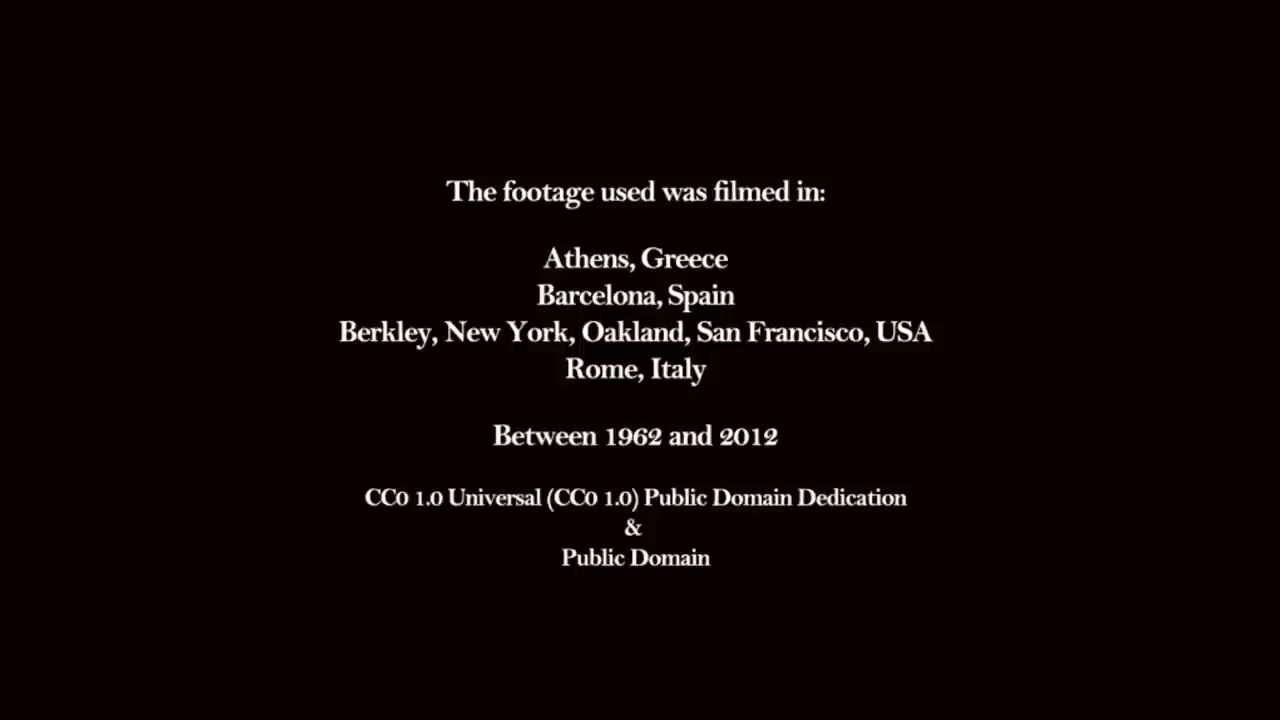 The footage used was filmed in:
Athens, Greece
Barcelona, Spain
Berkley, New York, Oakland, San Francisco, USA
Rome, Italy
Between 1962 and 2012
CC0 1.0 Universal (CC0 1.0) Public Domain Dedication
&
Public Domain